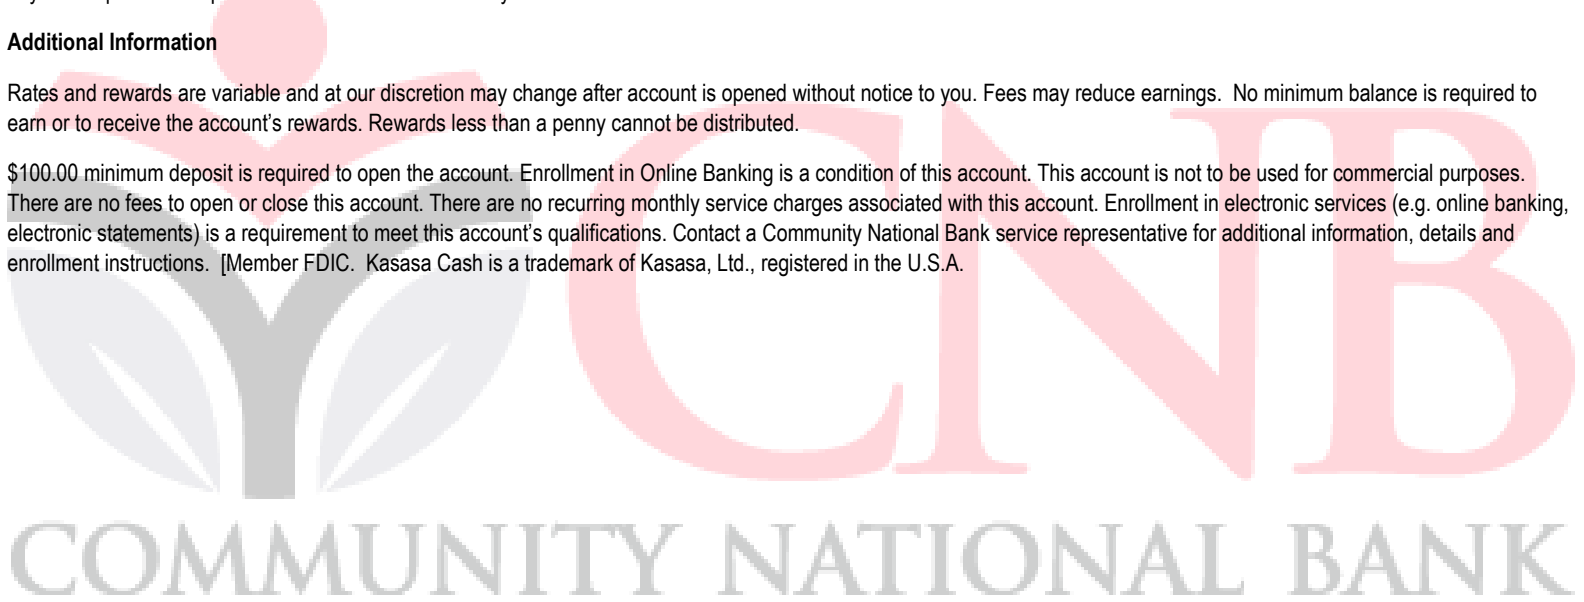 Additional Information
Rates and rewards are variable and at our discretion may change after account is opened without notice to you. Fees may reduce earnings.  No minimum balance is required to
earn or to receive the account’s rewards. Rewards less than a penny cannot be distributed.
$100.00 minimum deposit is required to open the account. Enrollment in Online Banking is a condition of this account. This account is not to be used for commercial purposes.
There are no fees to open or close this account. There are no recurring monthly service charges associated with this account. Enrollment in electronic services (e.g. online banking,
electronic statements) is a requirement to meet this account’s qualifications. Contact a Community National Bank service representative for additional information, details and
enrollment instructions.  [Member FDIC.  Kasasa Cash is a trademark of Kasasa, Ltd., registered in the U.S.A.
CNB
COMMUNITY NATIONAL BANK